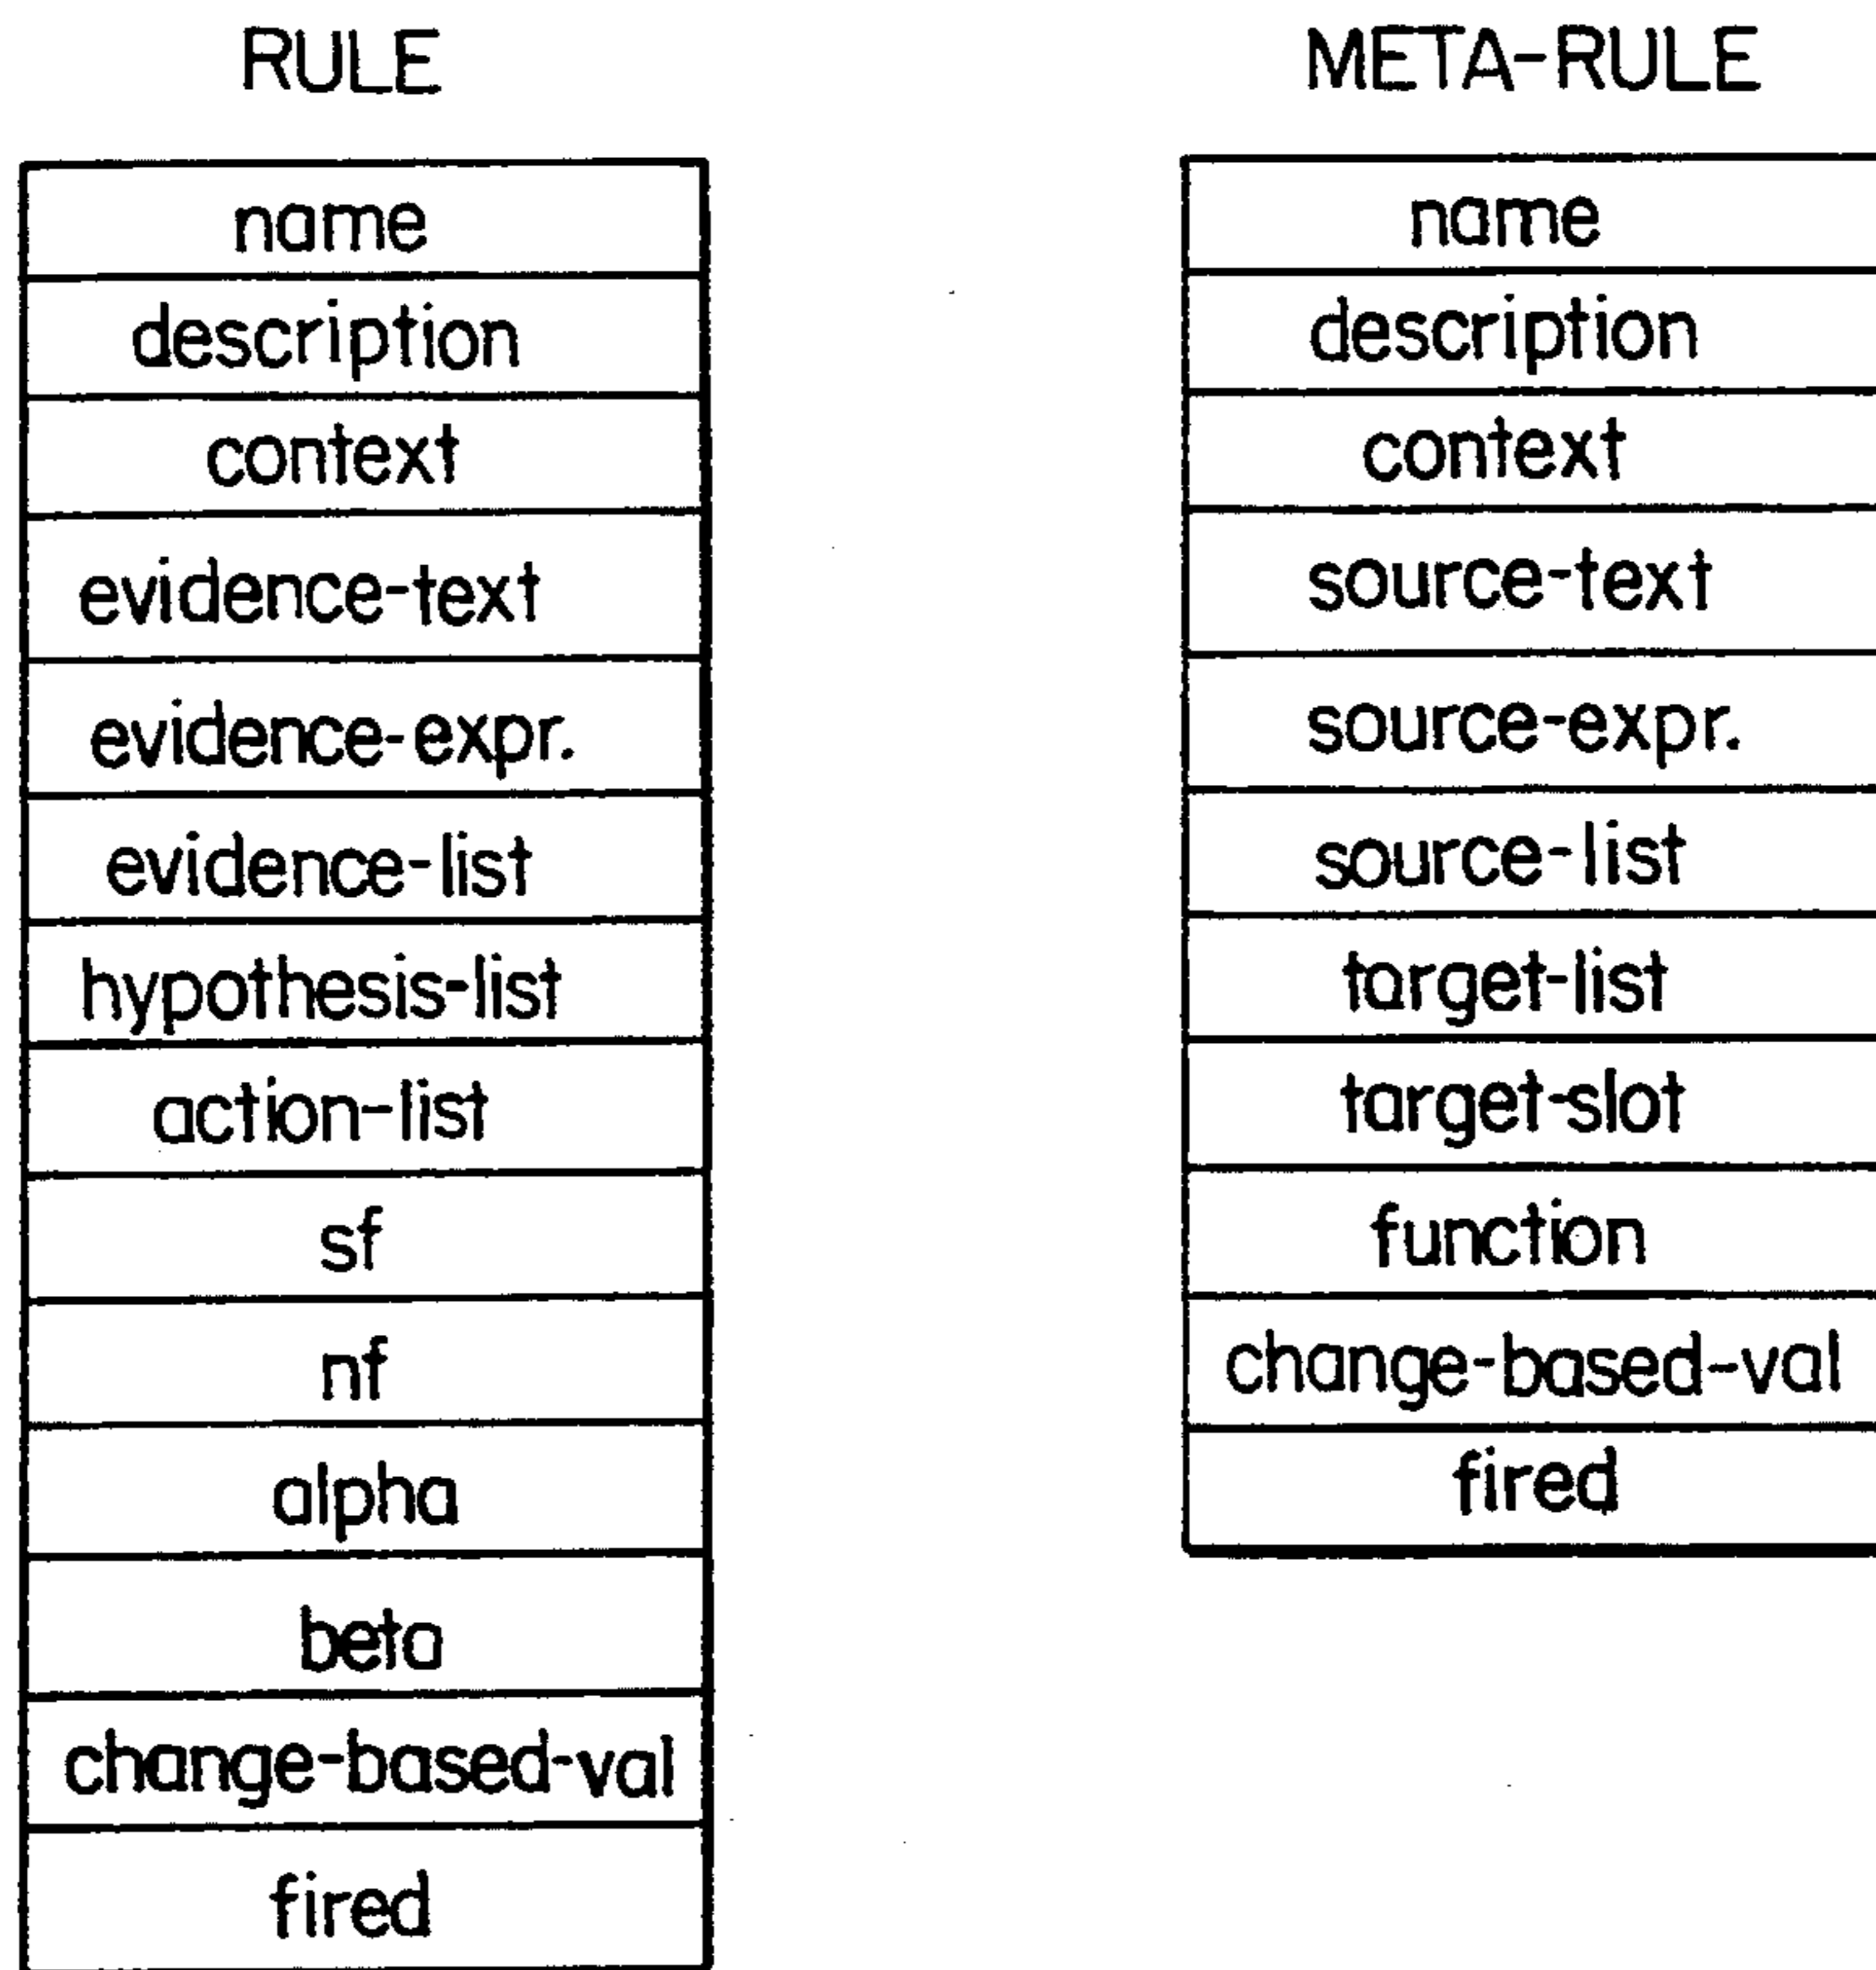 RULE
name
description
context
evidence-text
evidence-expr.
evidence-list
hypothesis-list
action-list
sf
nf
alpha
beta
change-based-val
fired
META-RULE
name
description
context
source-text
source-expr.
source-list
target-list
target-slot
function
change-based-val
fired